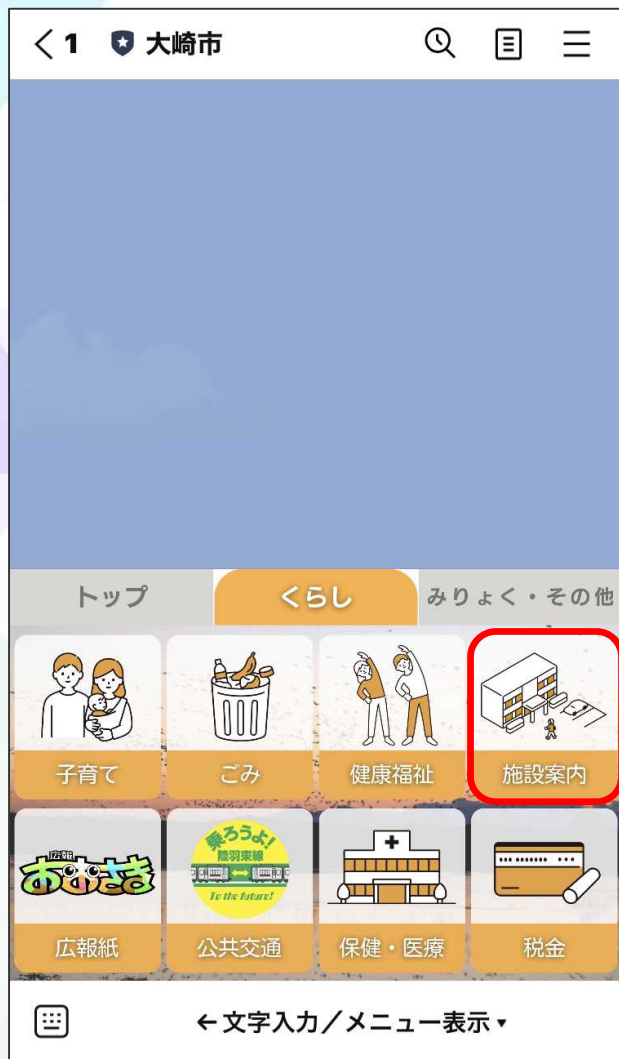 1 大崎市
トップ くらし みりょく・その他
子育て ごみ 健康福祉 施設案内
広報
おおさき
乗ろうよ!
陸羽東線
To the future!
広報紙 公共交通 保健・医療 税金
←文字入力/メニュー表示▼